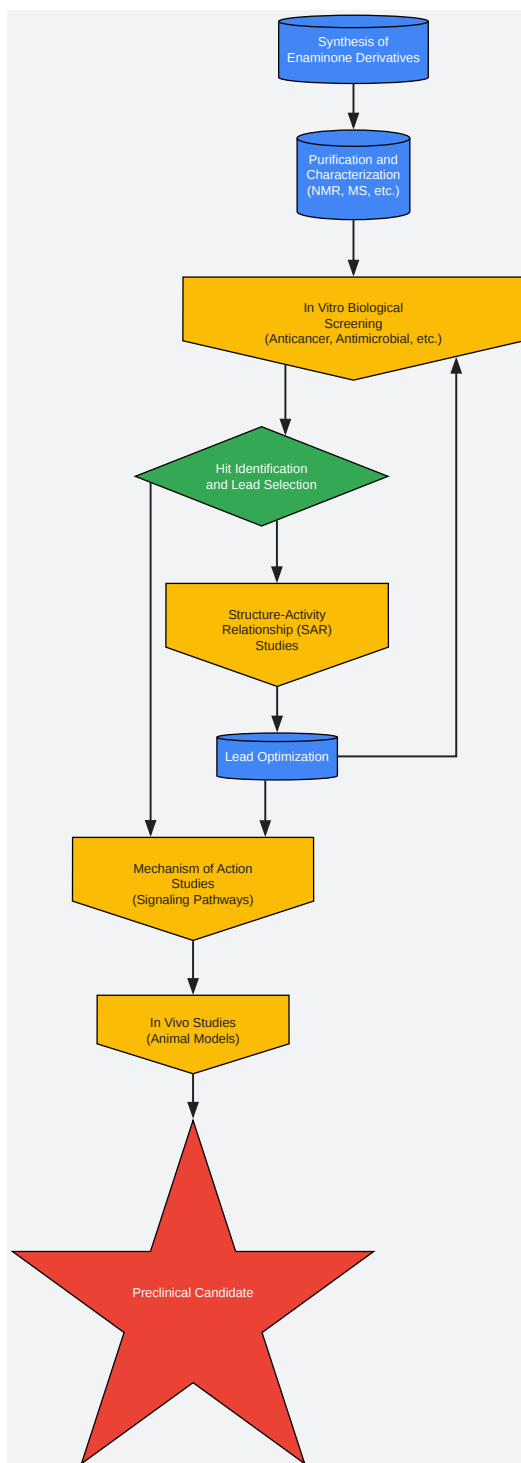 Synthesis of
Enaminone Derivatives
Purification and
Characterization
(NMR, MS, etc.)
In Vitro Biological
Screening
(Anticancer, Antimicrobial, etc.)
Hit Identification
and Lead Selection
Structure-Activity
Relationship (SAR)
Studies
Lead Optimization
Mechanism of Action
Studies
(Signaling Pathways)
In Vivo Studies
(Animal Models)
Preclinical Candidate